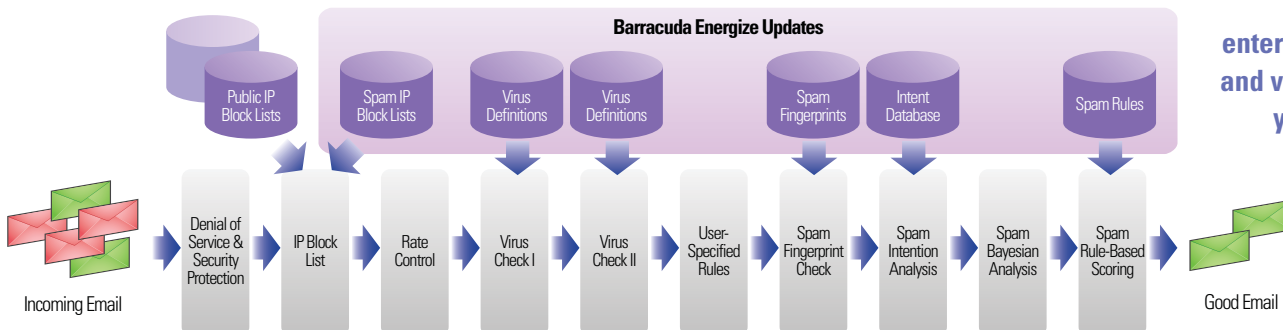 Barracuda Energize Updates
enter
and v
y
Public IP
Block Lists
Spam IP
Block Lists
Virus
Definitions
Virus
Definitions
Spam
Fingerprints
Intent
Database
Spam Rules
Incoming Email
Denial of
Service &
Security
Protection
IP Block
List
Rate
Control
Virus
Check I
Virus
Check II
User-
Specified
Rules
Spam
Fingerprint
Check
Spam
Intention
Analysis
Spam
Bayesian
Analysis
Spam
Rule-Based
Scoring
Good Email